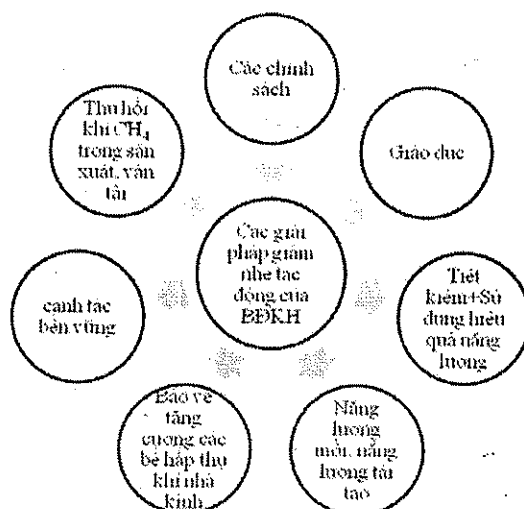 Các chính
sách
Giáo dục
Tiết
kiệm+Sử
dụng hiệu
quả năng
lượng
Năng
lượng
mới, năng
lượng tái
tạo
Bảo vệ
tăng
cường các
bể hấp thụ
khí nhà
kính
canh tác
bền vững
Thu hồi
khí CH₄
trong sản
xuất, vận
tải
Các giải
pháp giảm
nhẹ tác
động của
BĐKH